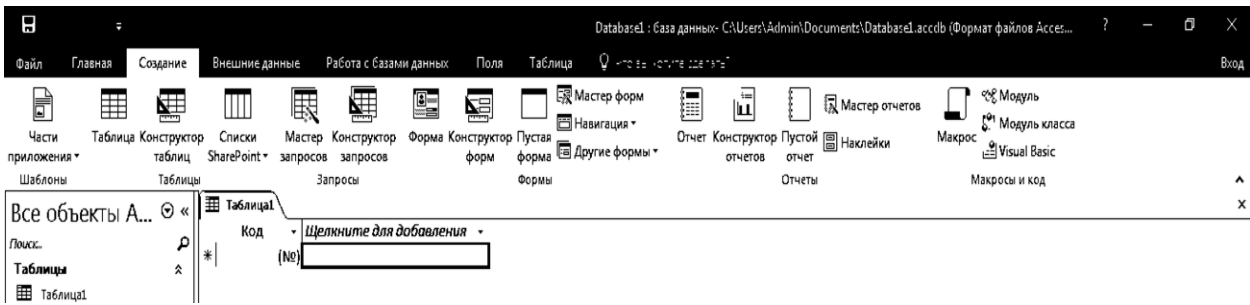 Database1 : база данных- C:\Users\Admin\Documents\Database1.accdb (Формат файлов Acces... ?
Файл Главная Создание Внешние данные Работа с базами данных Поля Таблица Вход
Части приложения
Таблица
Конструктор таблиц
Списки SharePoint
Мастер запросов
Конструктор запросов
Форма
Конструктор форм
Пустая форма
Мастер форм
Навигация
Другие формы
Отчет
Конструктор отчетов
Пустой отчет
Мастер отчетов
Наклейки
Макрос
Модуль
Модуль класса
Visual Basic
Шаблоны Таблицы Запросы Формы Отчеты Макросы и код
Все объекты A... «
Поиск...
Таблицы
Таблица1
Таблица1 x
Код Щелкните для добавления
* (№)